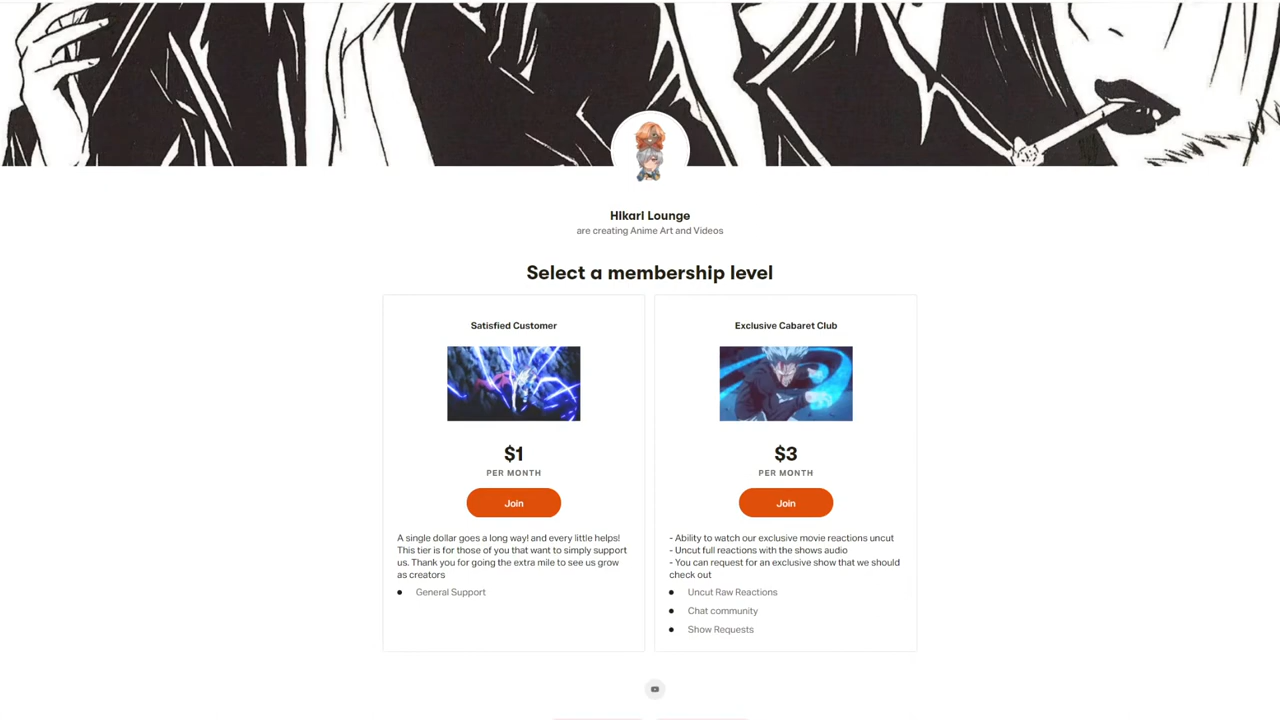 Hikari Lounge
are creating Anime Art and Videos
Select a membership level
Satisfied Customer
$1
PER MONTH
Join
A single dollar goes a long way! and every little helps!
This tier is for those of you that want to simply support
us. Thank you for going the extra mile to see us grow
as creators
General Support
Exclusive Cabaret Club
$3
PER MONTH
Join
- Ability to watch our exclusive movie reactions uncut
- Uncut full reactions with the shows audio
- You can request for an exclusive show that we should
check out
Uncut Raw Reactions
Chat community
Show Requests